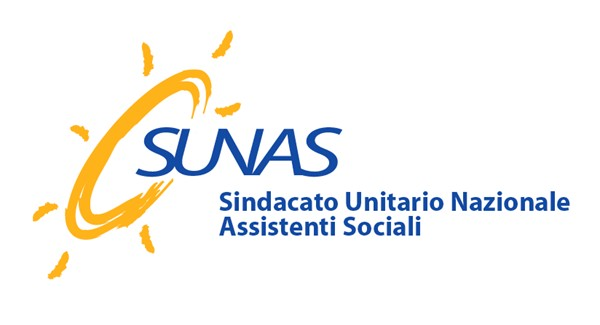 SUNAS
Sindacato Unitario Nazionale
Assistenti Sociali